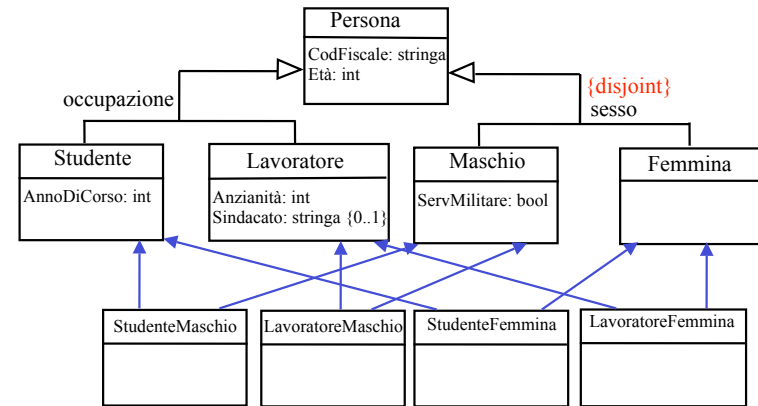 Persona
CodFiscale: stringa
Età: int
occupazione
{disjoint}
sesso
Studente
AnnoDiCorso: int
Lavoratore
Anzianità: int
Sindacato: stringa {0..1}
Maschio
ServMilitare: bool
Femmina
StudenteMaschio
LavoratoreMaschio
StudenteFemmina
LavoratoreFemmina